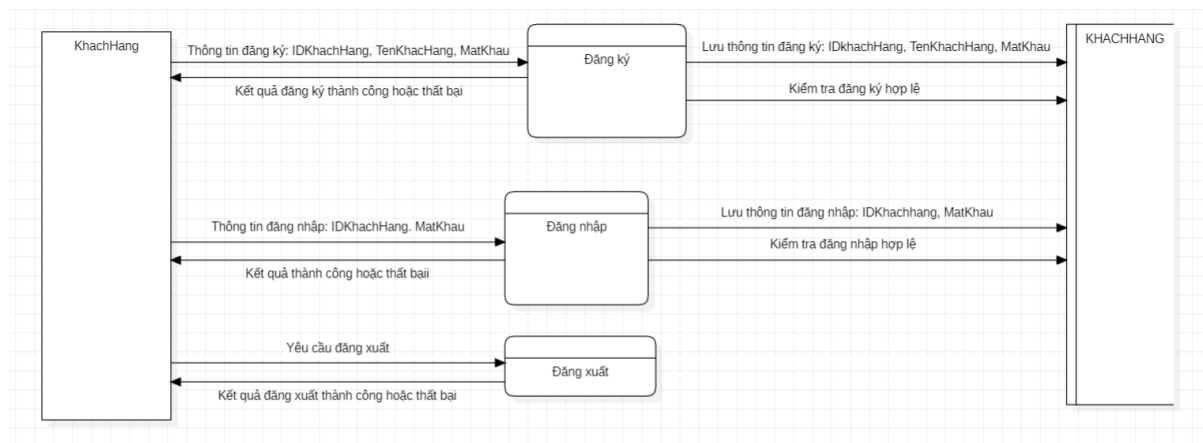 KhachHang
Thông tin đăng ký: IDKhachHang, TenKhacHang, MatKhau
Kết quả đăng ký thành công hoặc thất bại
Đăng ký
Lưu thông tin đăng ký: IDkhachHang, TenKhachHang, MatKhau
Kiểm tra đăng ký hợp lệ
KHACHHANG
Thông tin đăng nhập: IDKhachHang. MatKhau
Kết quả thành công hoặc thất bạii
Đăng nhập
Lưu thông tin đăng nhập: IDKhachhang, MatKhau
Kiểm tra đăng nhập hợp lệ
Yêu cầu đăng xuất
Kết quả đăng xuất thành công hoặc thất bại
Đăng xuất